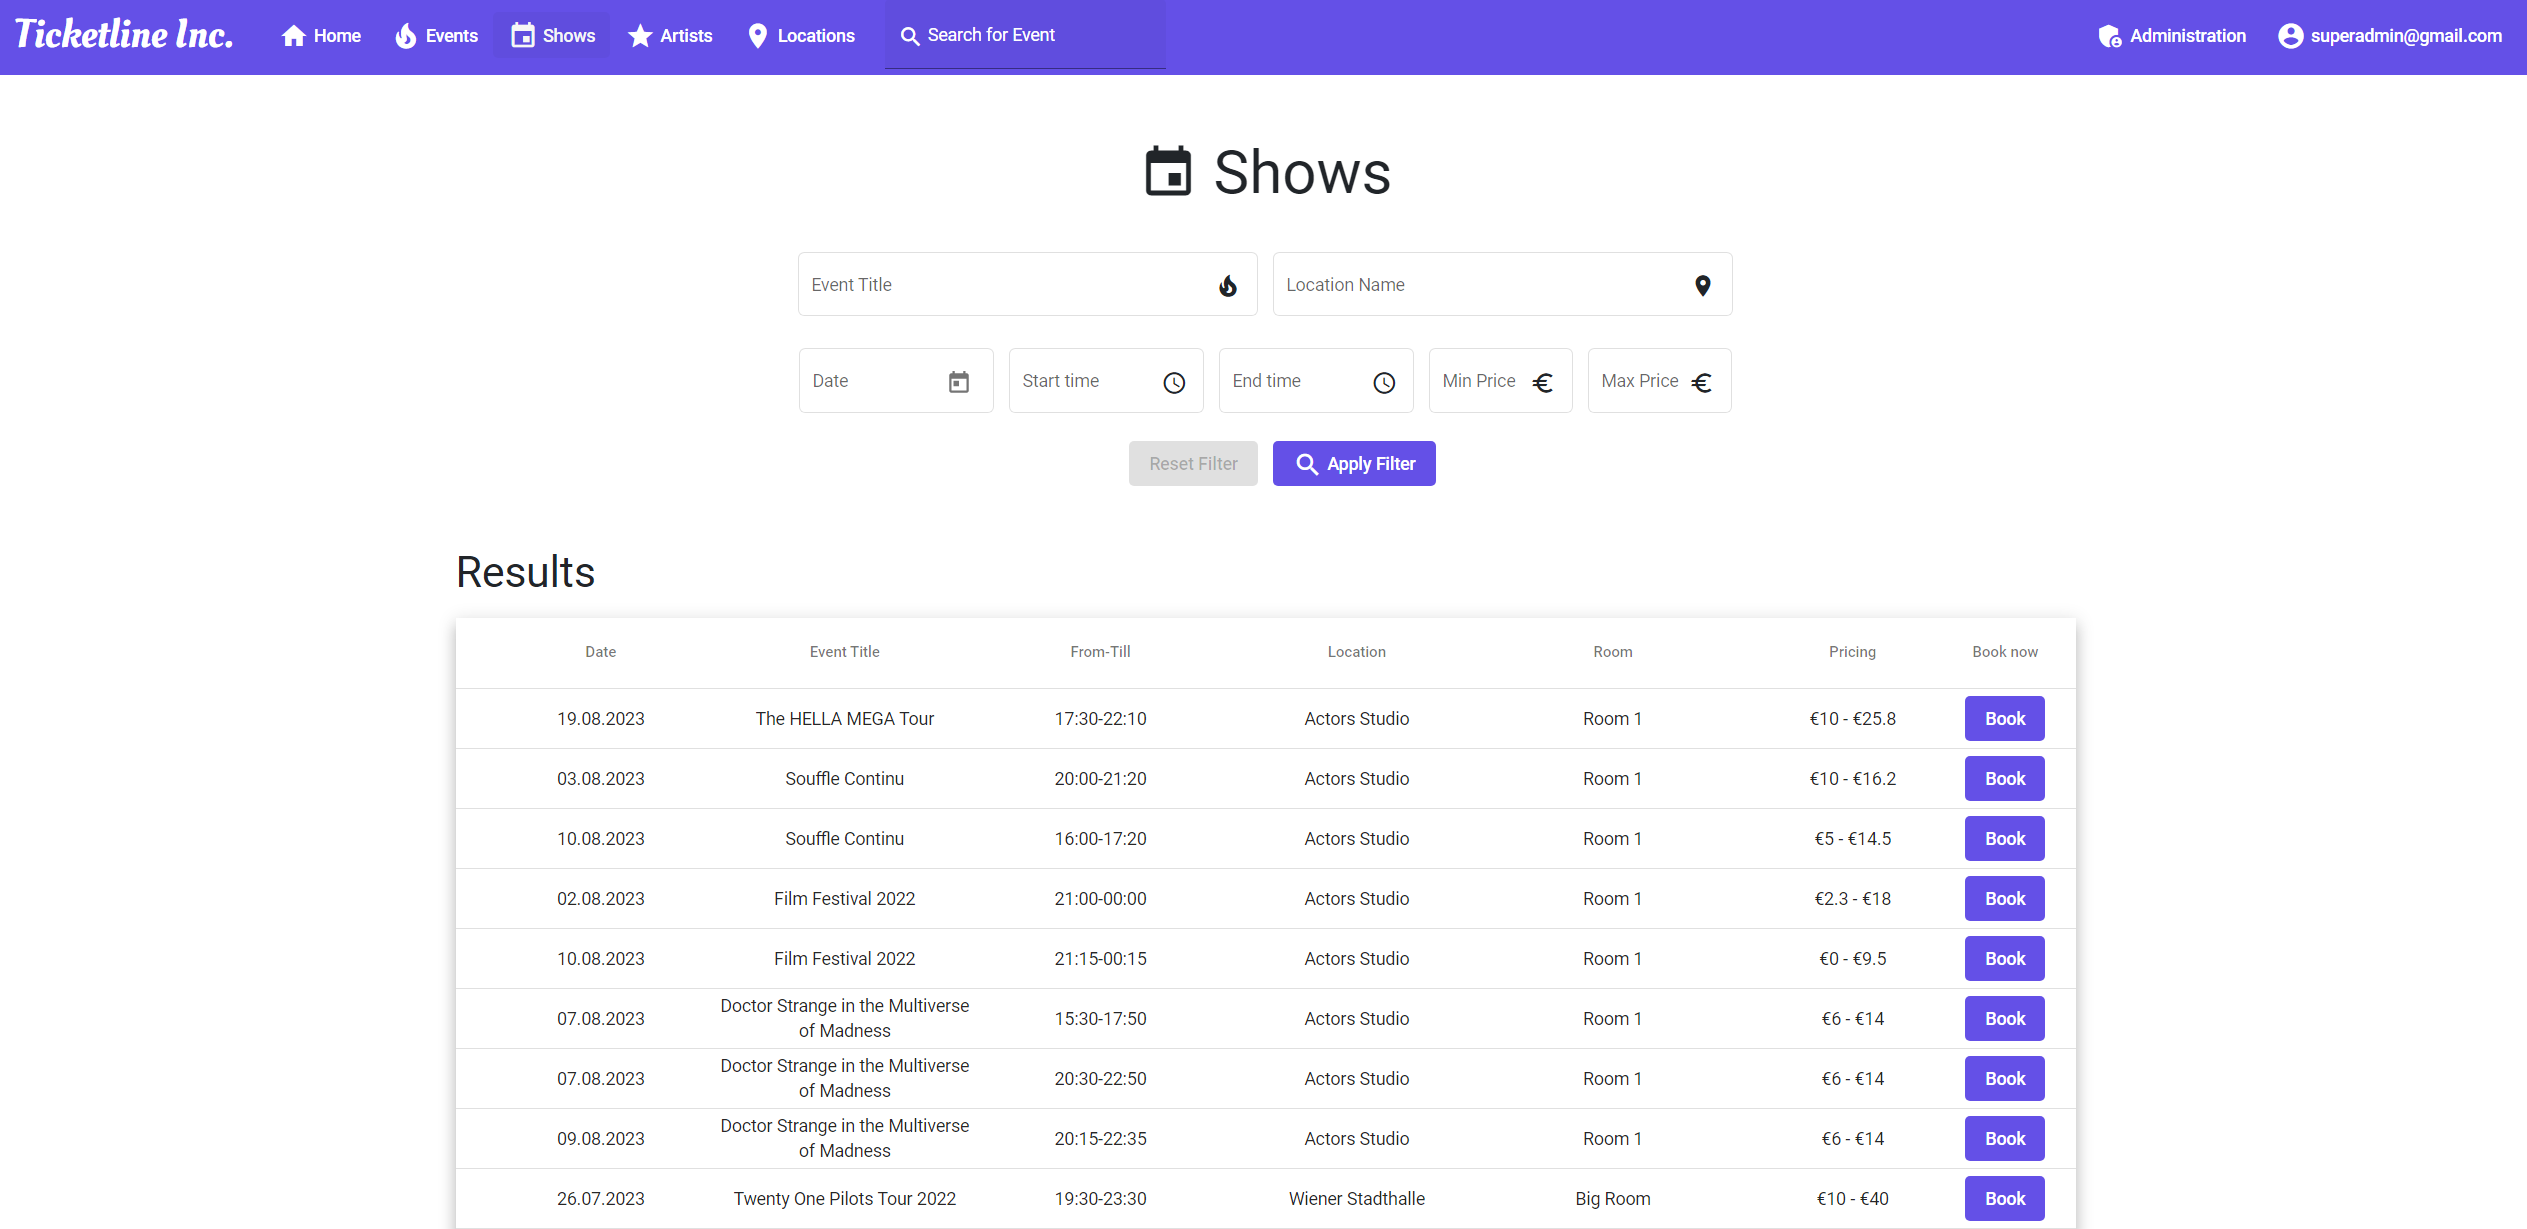 Ticketline Inc. Home Events Shows Artists Locations Search for Event Administration superadmin@gmail.com
Shows
Event Title Location Name
Date Start time End time Min Price Max Price
Reset Filter Apply Filter
Results
Date Event Title From-Till Location Room Pricing Book now
19.08.2023 The HELLA MEGA Tour 17:30-22:10 Actors Studio Room 1 €10 - €25.8 Book
03.08.2023 Souffle Continu 20:00-21:20 Actors Studio Room 1 €10 - €16.2 Book
10.08.2023 Souffle Continu 16:00-17:20 Actors Studio Room 1 €5 - €14.5 Book
02.08.2023 Film Festival 2022 21:00-00:00 Actors Studio Room 1 €2.3 - €18 Book
10.08.2023 Film Festival 2022 21:15-00:15 Actors Studio Room 1 €0 - €9.5 Book
Doctor Strange in the Multiverse
07.08.2023 of Madness 15:30-17:50 Actors Studio Room 1 €6 - €14 Book
Doctor Strange in the Multiverse
07.08.2023 of Madness 20:30-22:50 Actors Studio Room 1 €6 - €14 Book
Doctor Strange in the Multiverse
09.08.2023 of Madness 20:15-22:35 Actors Studio Room 1 €6 - €14 Book
26.07.2023 Twenty One Pilots Tour 2022 19:30-23:30 Wiener Stadthalle Big Room €10 - €40 Book